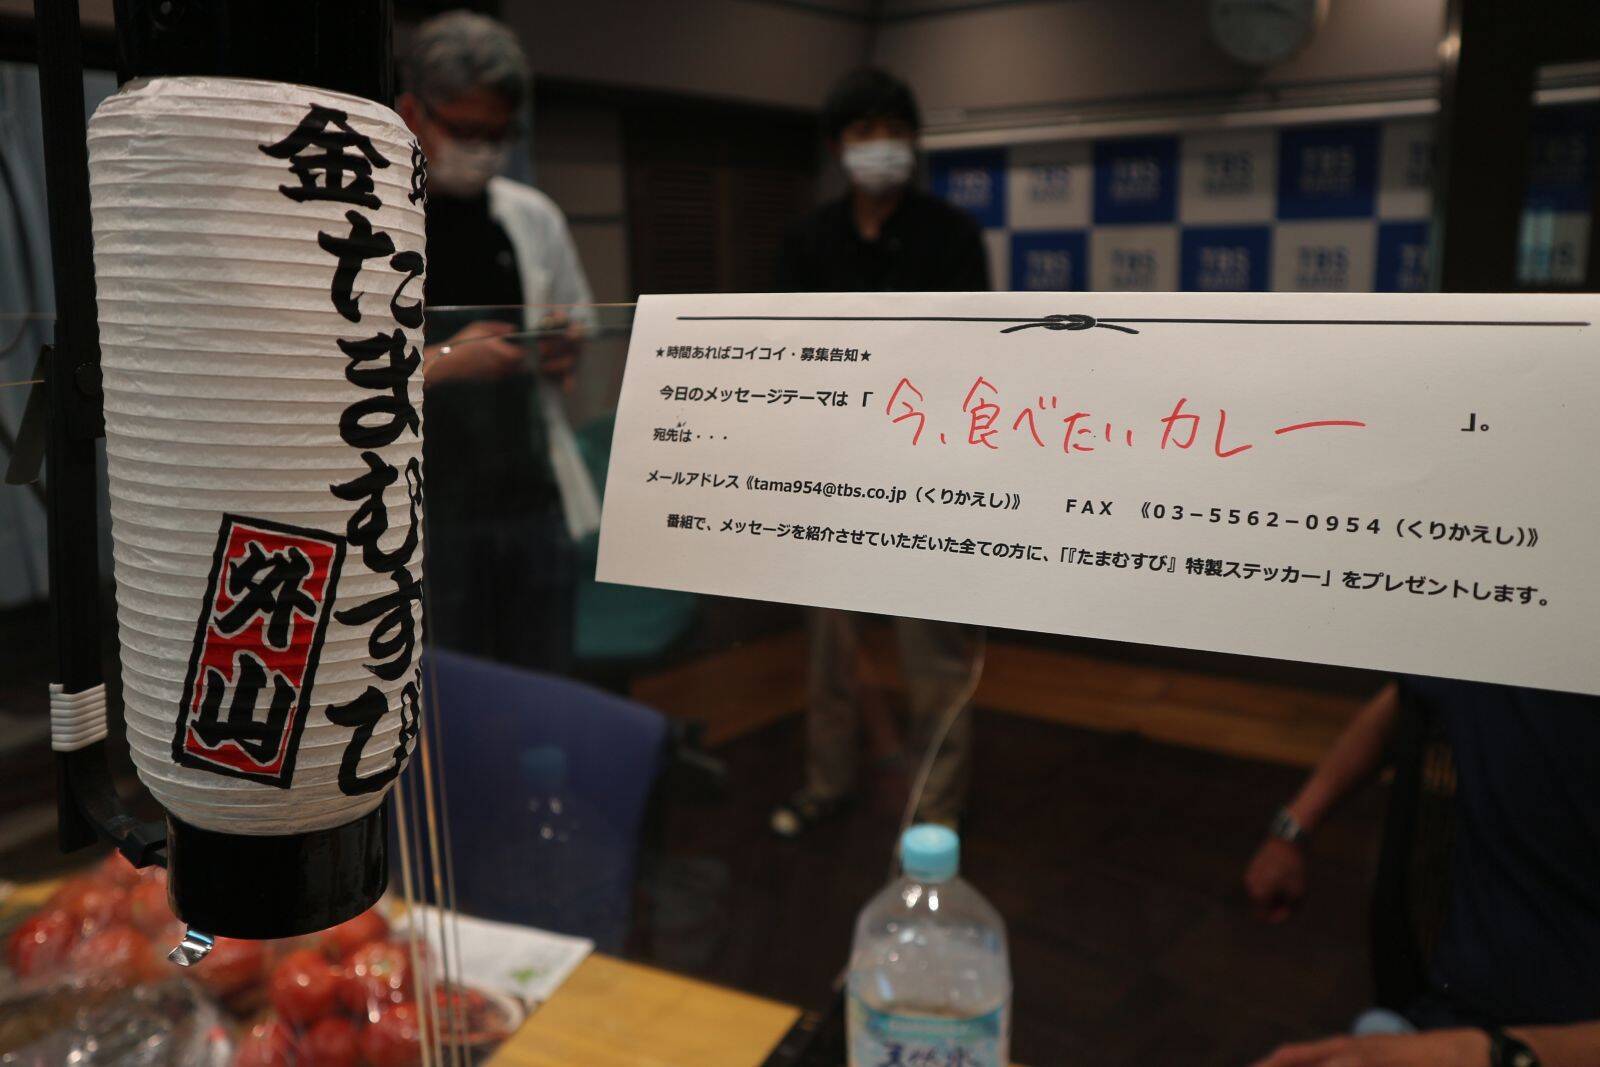 金たまむすび
外山
TBS
★時間あればコイコイ・募集告知★
今日のメッセージテーマは「今、食べたいカレー」。
宛先は・・・
メールアドレス《tama954@tbs.co.jp（くりかえし）》 ＦＡＸ 《０３－５５６２－０９５４（くりかえし）》
番組で、メッセージを紹介させていただいた全ての方に、「『たまむすび』特製ステッカー」をプレゼントします。
天然水